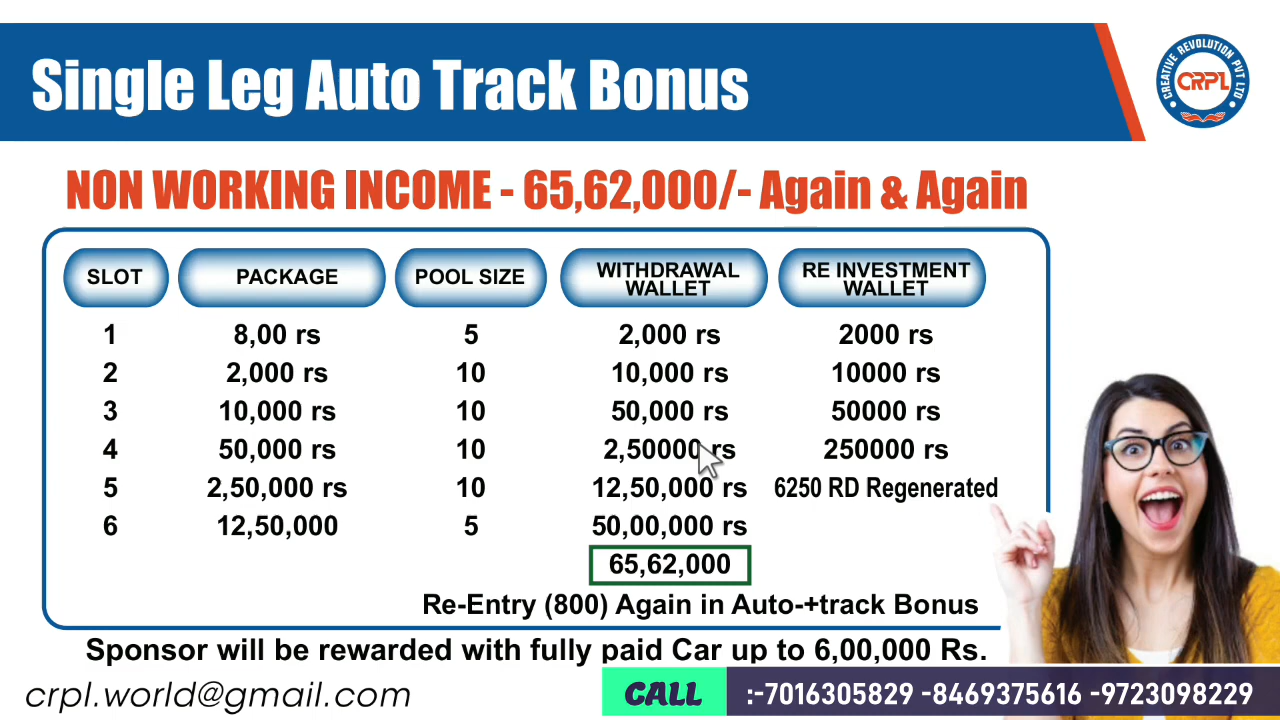 Single Leg Auto Track Bonus
CREATIVE REVOLUTION PVT LTD
CRPL
NON WORKING INCOME - 65,62,000/- Again & Again
SLOT PACKAGE POOL SIZE WITHDRAWAL WALLET RE INVESTMENT WALLET
1 8,00 rs 5 2,000 rs 2000 rs
2 2,000 rs 10 10,000 rs 10000 rs
3 10,000 rs 10 50,000 rs 50000 rs
4 50,000 rs 10 2,50000 rs 250000 rs
5 2,50,000 rs 10 12,50,000 rs 6250 RD Regenerated
6 12,50,000 5 50,00,000 rs
65,62,000
Re-Entry (800) Again in Auto-+track Bonus
Sponsor will be rewarded with fully paid Car up to 6,00,000 Rs.
crpl.world@gmail.com CALL :-7016305829 -8469375616 -9723098229